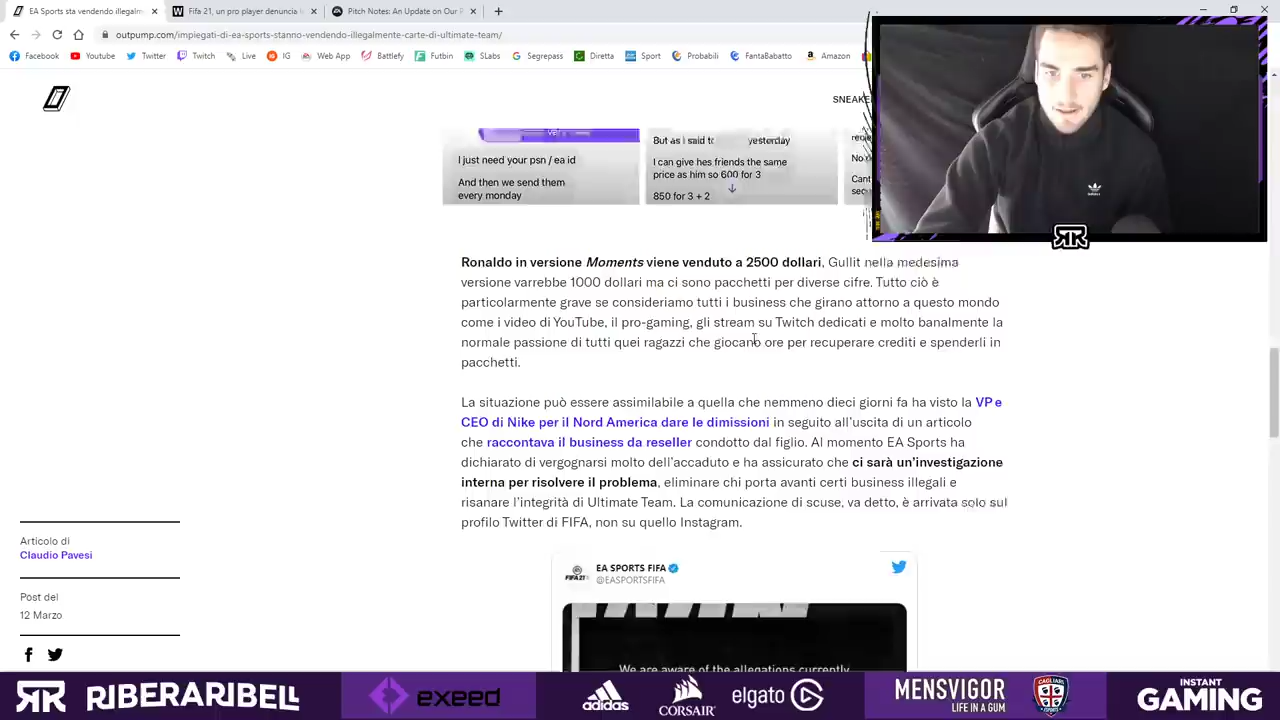 EA Sports sta vendendo illegalme
Fifa 21, un pro player denuncia l
Pitch Notes: An Update on Our F
outpump.com/impiegati-di-ea-sports-stanno-vendendo-illegalmente-carte-di-ultimate-team/
Facebook Youtube Twitter Twitch Live IG Web App Battlefy Futbin SLabs Segrepass Diretta Sport Probabili FantaBabatto Amazon
SNEAKE
I just need your psn / ea id
And then we send them
every monday
But as i said t yesterday
I can give hes friends the same
price as him so 600 for 3
850 for 3 + 2
Ronaldo in versione Moments viene venduto a 2500 dollari, Gullit nella medesima
versione varrebbe 1000 dollari ma ci sono pacchetti per diverse cifre. Tutto ciò è
particolarmente grave se consideriamo tutti i business che girano attorno a questo mondo
come i video di YouTube, il pro-gaming, gli stream su Twitch dedicati e molto banalmente la
normale passione di tutti quei ragazzi che giocano ore per recuperare crediti e spenderli in
pacchetti.
La situazione può essere assimilabile a quella che nemmeno dieci giorni fa ha visto la VP e
CEO di Nike per il Nord America dare le dimissioni in seguito all'uscita di un articolo
che raccontava il business da reseller condotto dal figlio. Al momento EA Sports ha
dichiarato di vergognarsi molto dell'accaduto e ha assicurato che ci sarà un'investigazione
interna per risolvere il problema, eliminare chi porta avanti certi business illegali e
risanare l'integrità di Ultimate Team. La comunicazione di scuse, va detto, è arrivata solo sul
profilo Twitter di FIFA, non su quello Instagram.
Articolo di
Claudio Pavesi
Post del
12 Marzo
EA SPORTS FIFA
@EASPORTSFIFA
FIFA21
We are aware of the allegations currently
RIBERARIBELL
exeed
adidas
CORSAIR
elgato
MENSVIGOR
LIFE IN A GUM
CAGLIARI
INSTANT
GAMING